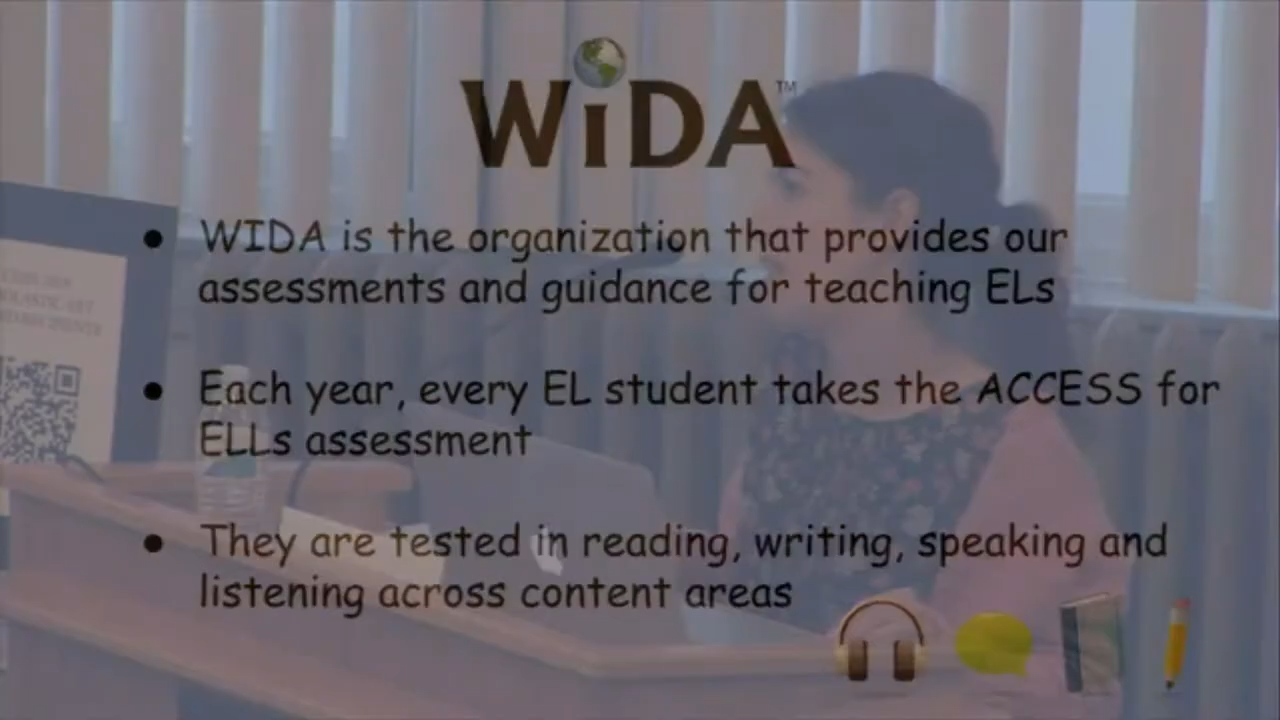 WiDA™
• WIDA is the organization that provides our
assessments and guidance for teaching ELs
• Each year, every EL student takes the ACCESS for
ELLs assessment
• They are tested in reading, writing, speaking and
listening across content areas